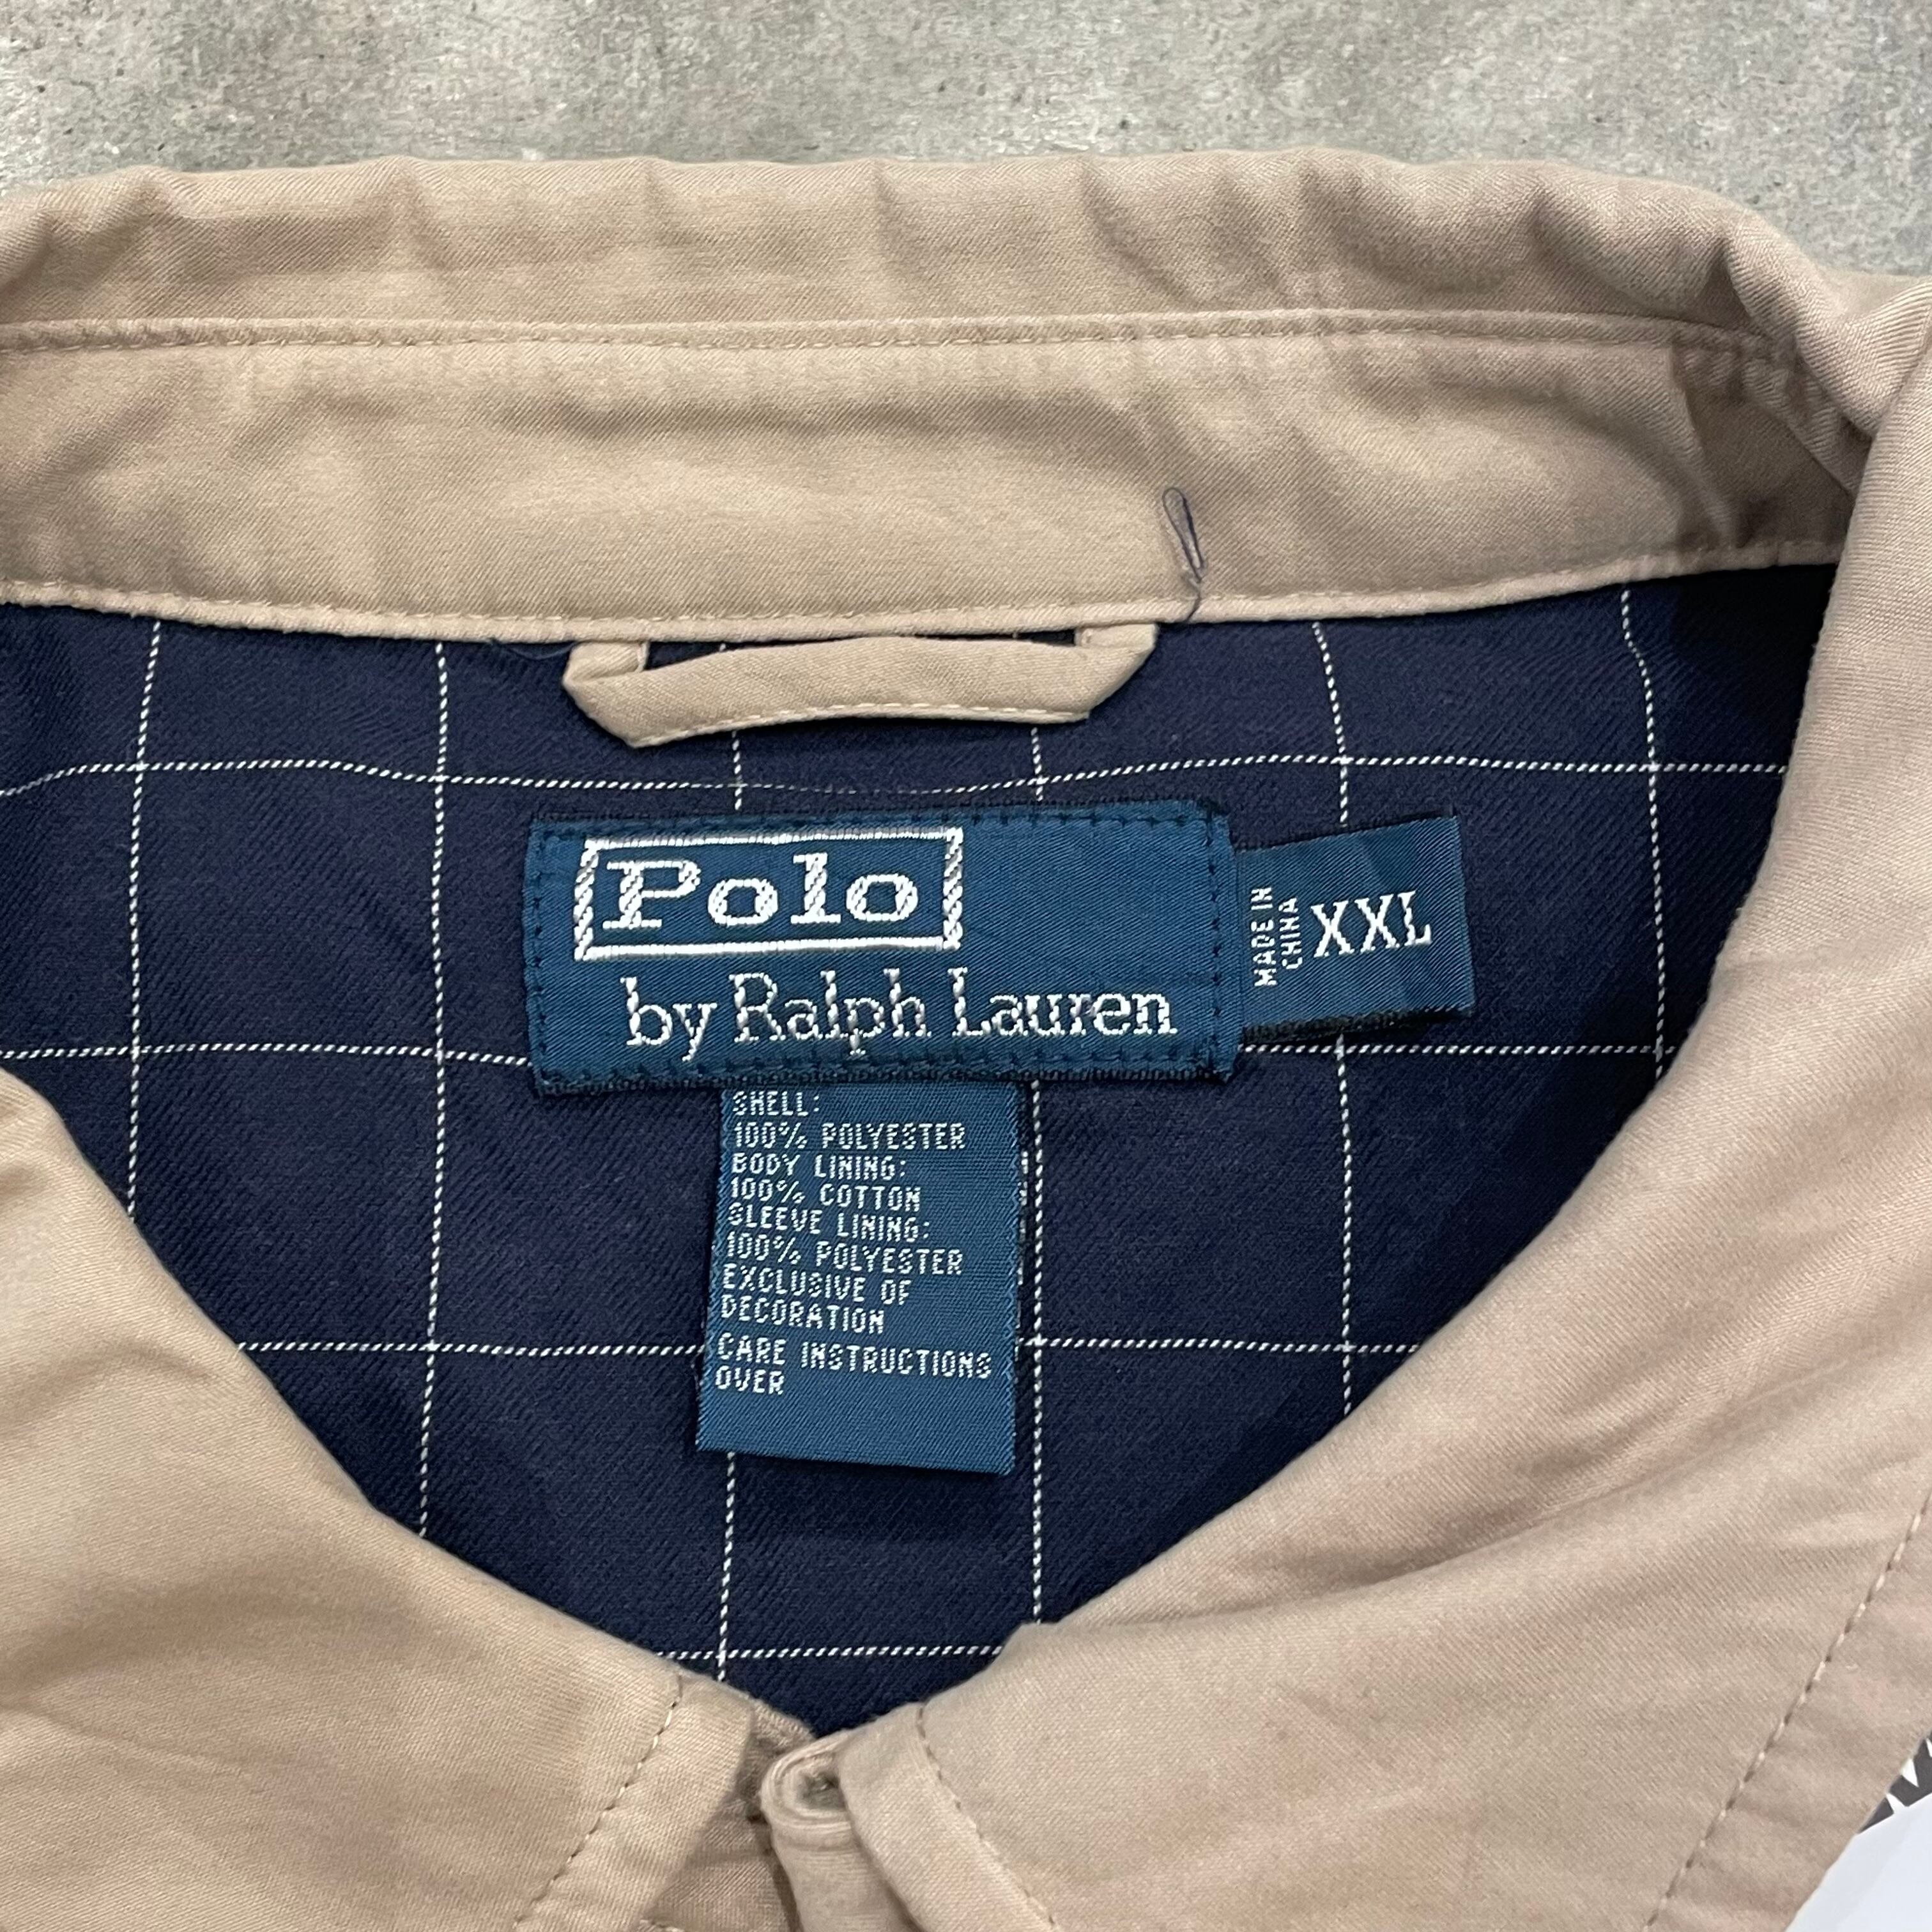 Polo
by Ralph Lauren
MADE IN
CHINA
XXL
SHELL:
100% POLYESTER
BODY LINING:
100% COTTON
SLEEVE LINING:
100% POLYESTER
EXCLUSIVE OF
DECORATION
CARE INSTRUCTIONS
OVER